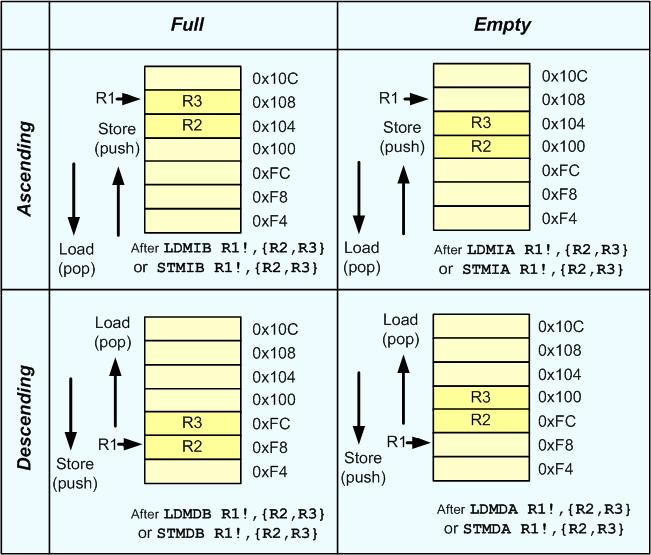 Full
Empty
Ascending
R1
Store
(push)
Load
(pop)
R3
R2
0x10C
0x108
0x104
0x100
0xFC
0xF8
0xF4
After LDMIB R1!,{R2,R3}
or STMIB R1!,{R2,R3}
R1
Store
(push)
Load
(pop)
R3
R2
0x10C
0x108
0x104
0x100
0xFC
0xF8
0xF4
After LDMIA R1!,{R2,R3}
or STMIA R1!,{R2,R3}
Descending
Load
(pop)
R1
Store
(push)
R3
R2
0x10C
0x108
0x104
0x100
0xFC
0xF8
0xF4
After LDMDB R1!,{R2,R3}
or STMDB R1!,{R2,R3}
Load
(pop)
R1
Store
(push)
R3
R2
0x10C
0x108
0x104
0x100
0xFC
0xF8
0xF4
After LDMDA R1!,{R2,R3}
or STMDA R1!,{R2,R3}